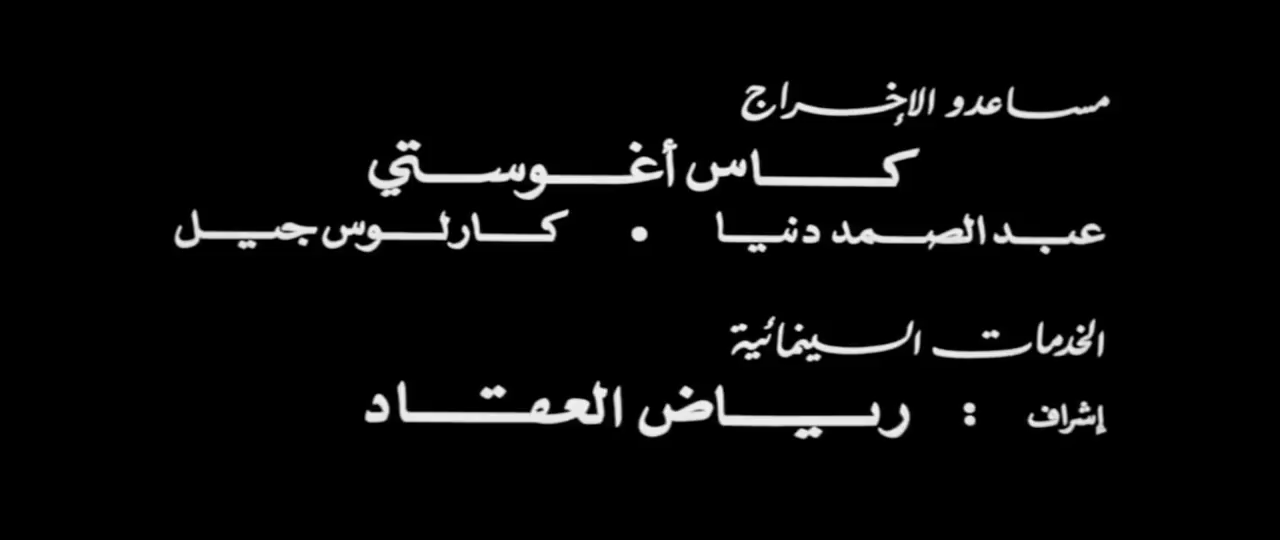 مساعدو الإخراج
كاس أغوستي
عبد الصمد دنيا • كارلوس جيل
الخدمات السينمائية
إشراف : رياض العقاد